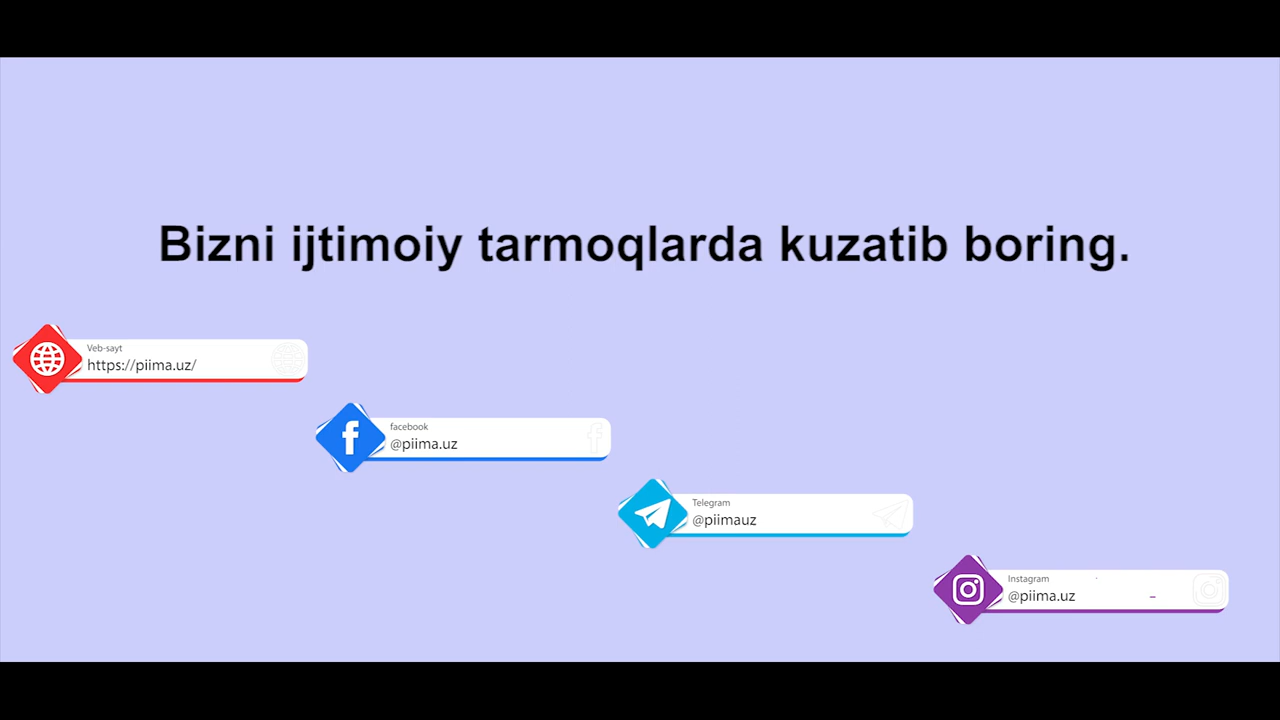 Bizni ijtimoiy tarmoqlarda kuzatib boring.
Veb-sayt
https://piima.uz/
facebook
@piima.uz
Telegram
@piimauz
Instagram
@piima.uz